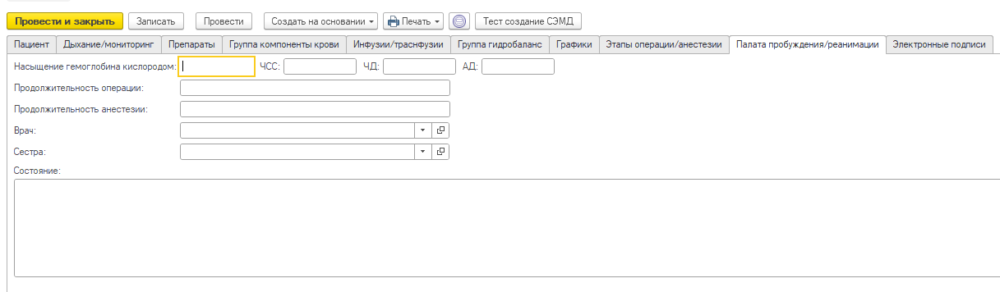 Провести и закрыть Записать Провести Создать на основании Печать Тест создание СЭМД
Пациент Дыхание/мониторинг Препараты Группа компоненты крови Инфузии/траснфузии Группа гидробаланс Графики Этапы операции/анестезии Палата пробуждения/реанимации Электронные подписи
Насыщение гемоглобина кислородом: ЧСС: ЧД: АД:
Продолжительность операции:
Продолжительность анестезии:
Врач:
Сестра:
Состояние: